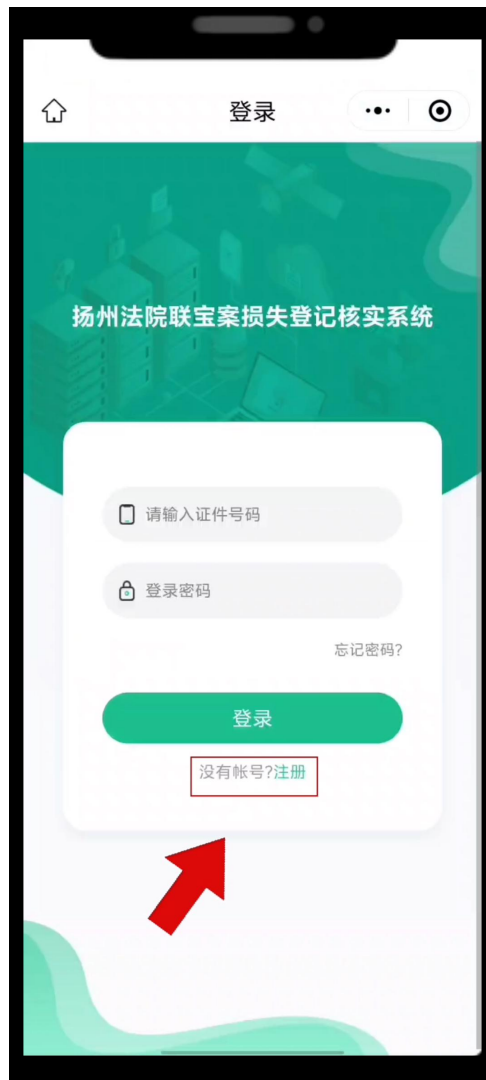 登录
扬州法院联宝案损失登记核实系统
请输入证件号码
登录密码
忘记密码?
登录
没有帐号?注册